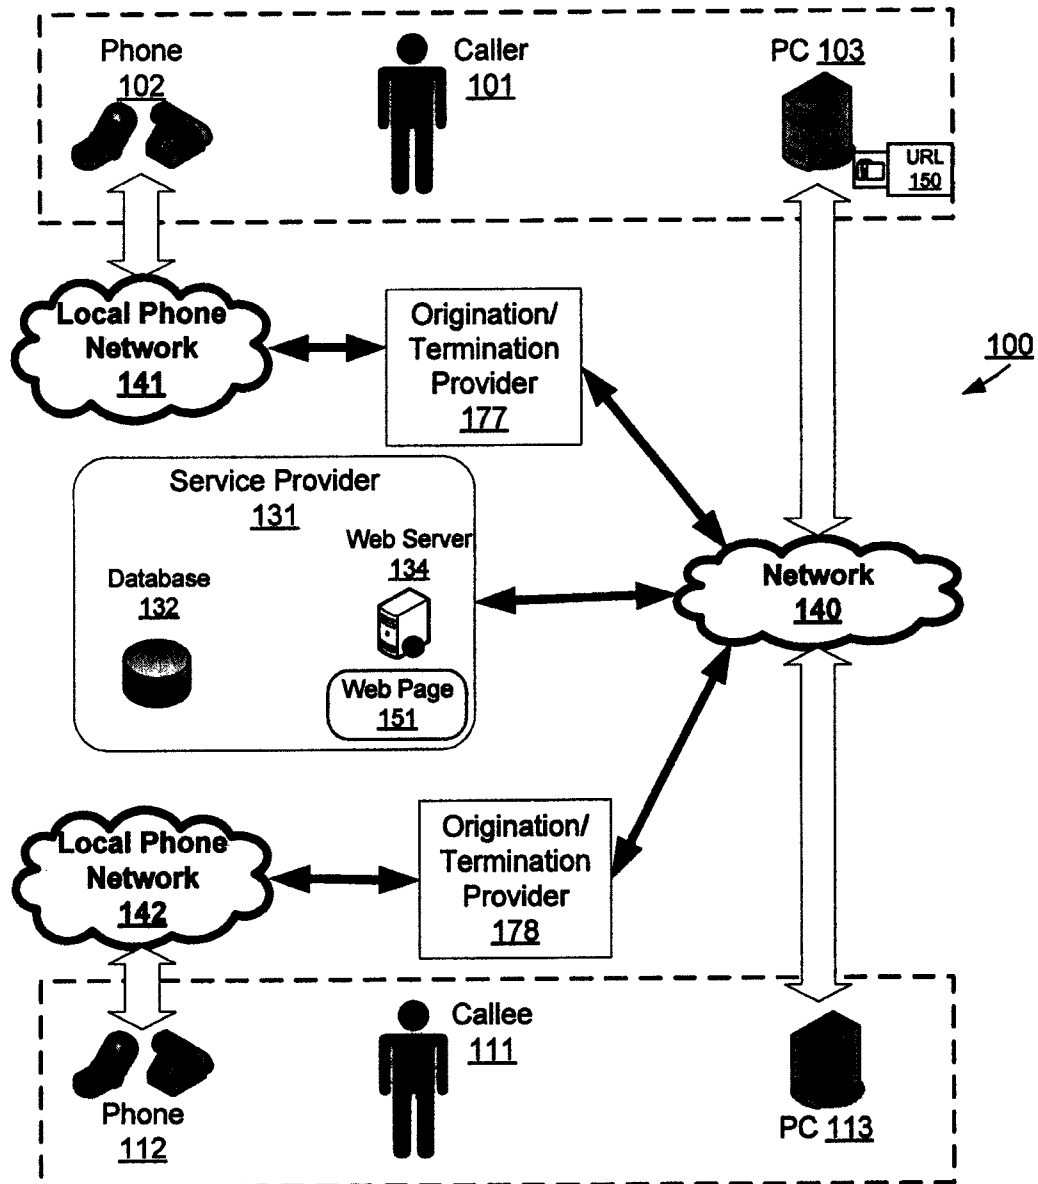 Phone
102
Caller
101
PC 103
URL
150
Local Phone
Network
141
Origination/
Termination
Provider
177
100
Service Provider
131
Web Server
134
Database
132
Web Page
151
Network
140
Local Phone
Network
142
Origination/
Termination
Provider
178
Callee
111
Phone
112
PC 113